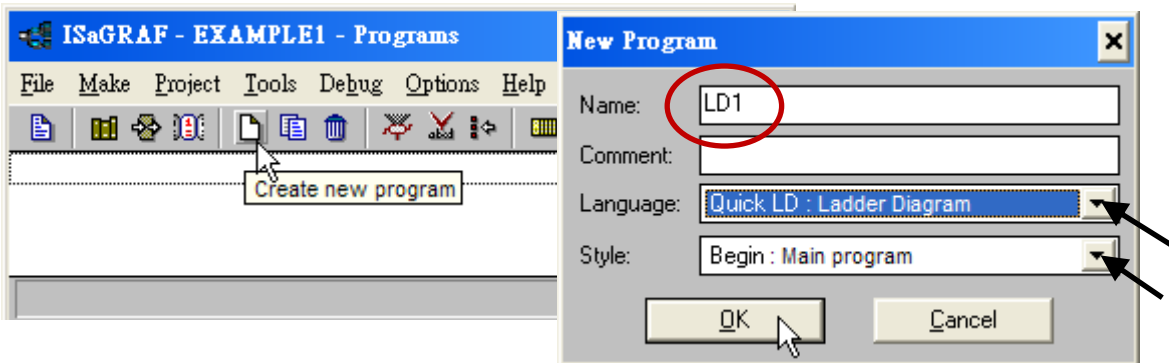 ISaGRAF - EXAMPLE1 - Programs
File Make Project Tools Debug Options Help
Create new program
New Program
Name: LD1
Comment:
Language: Quick LD : Ladder Diagram
Style: Begin : Main program
OK Cancel